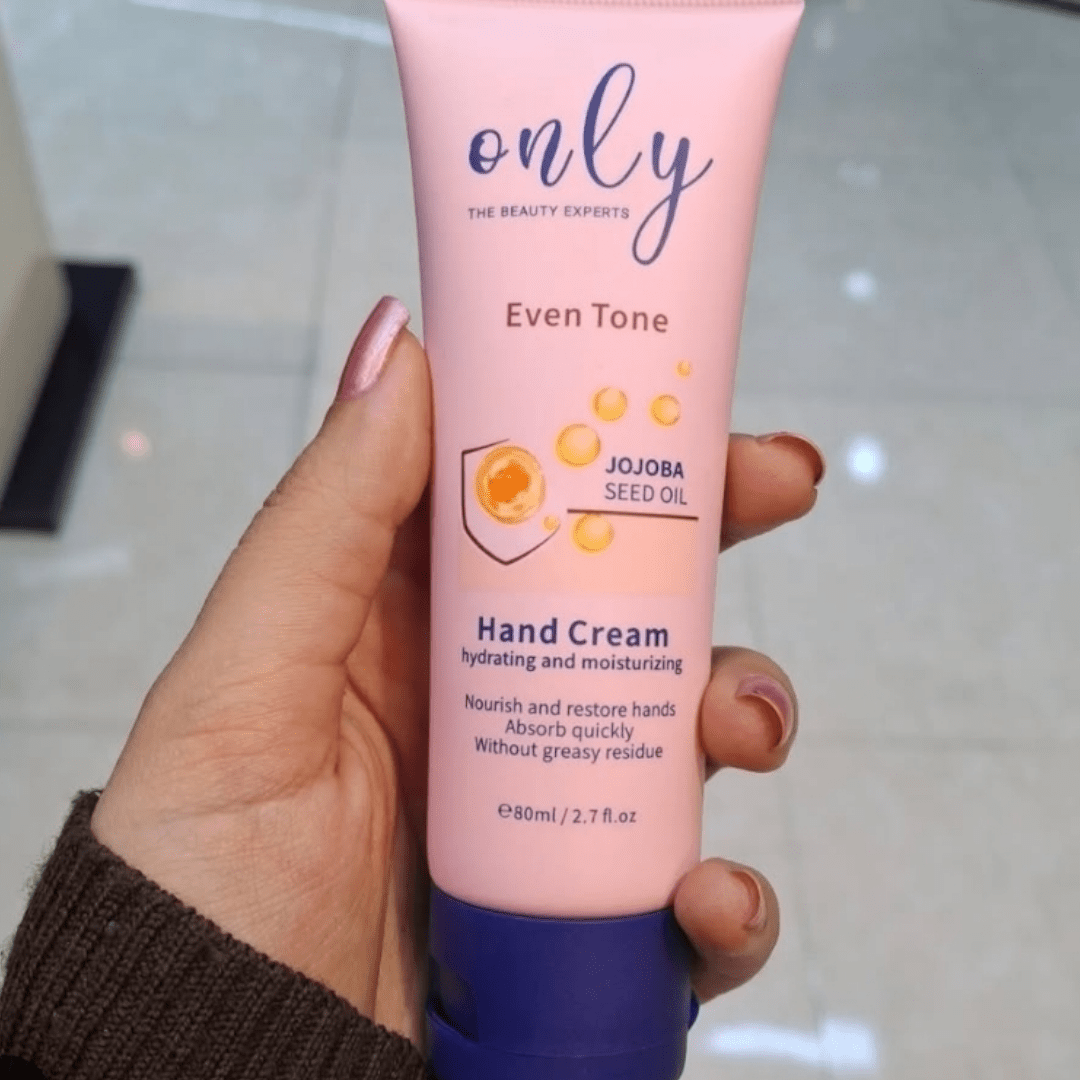 only
THE BEAUTY EXPERTS
Even Tone
JOJOBA
SEED OIL
Hand Cream
hydrating and moisturizing
Nourish and restore hands
Absorb quickly
Without greasy residue
℮80ml / 2.7 fl.oz